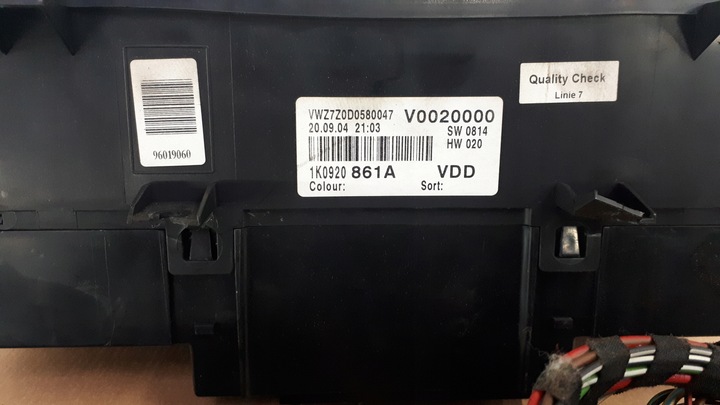 96019060
VWZ7Z0D0580047 V0020000
20.09.04 21:03 SW 0814
HW 020
1K0920 861A VDD
Colour: Sort:
Quality Check
Linie 7